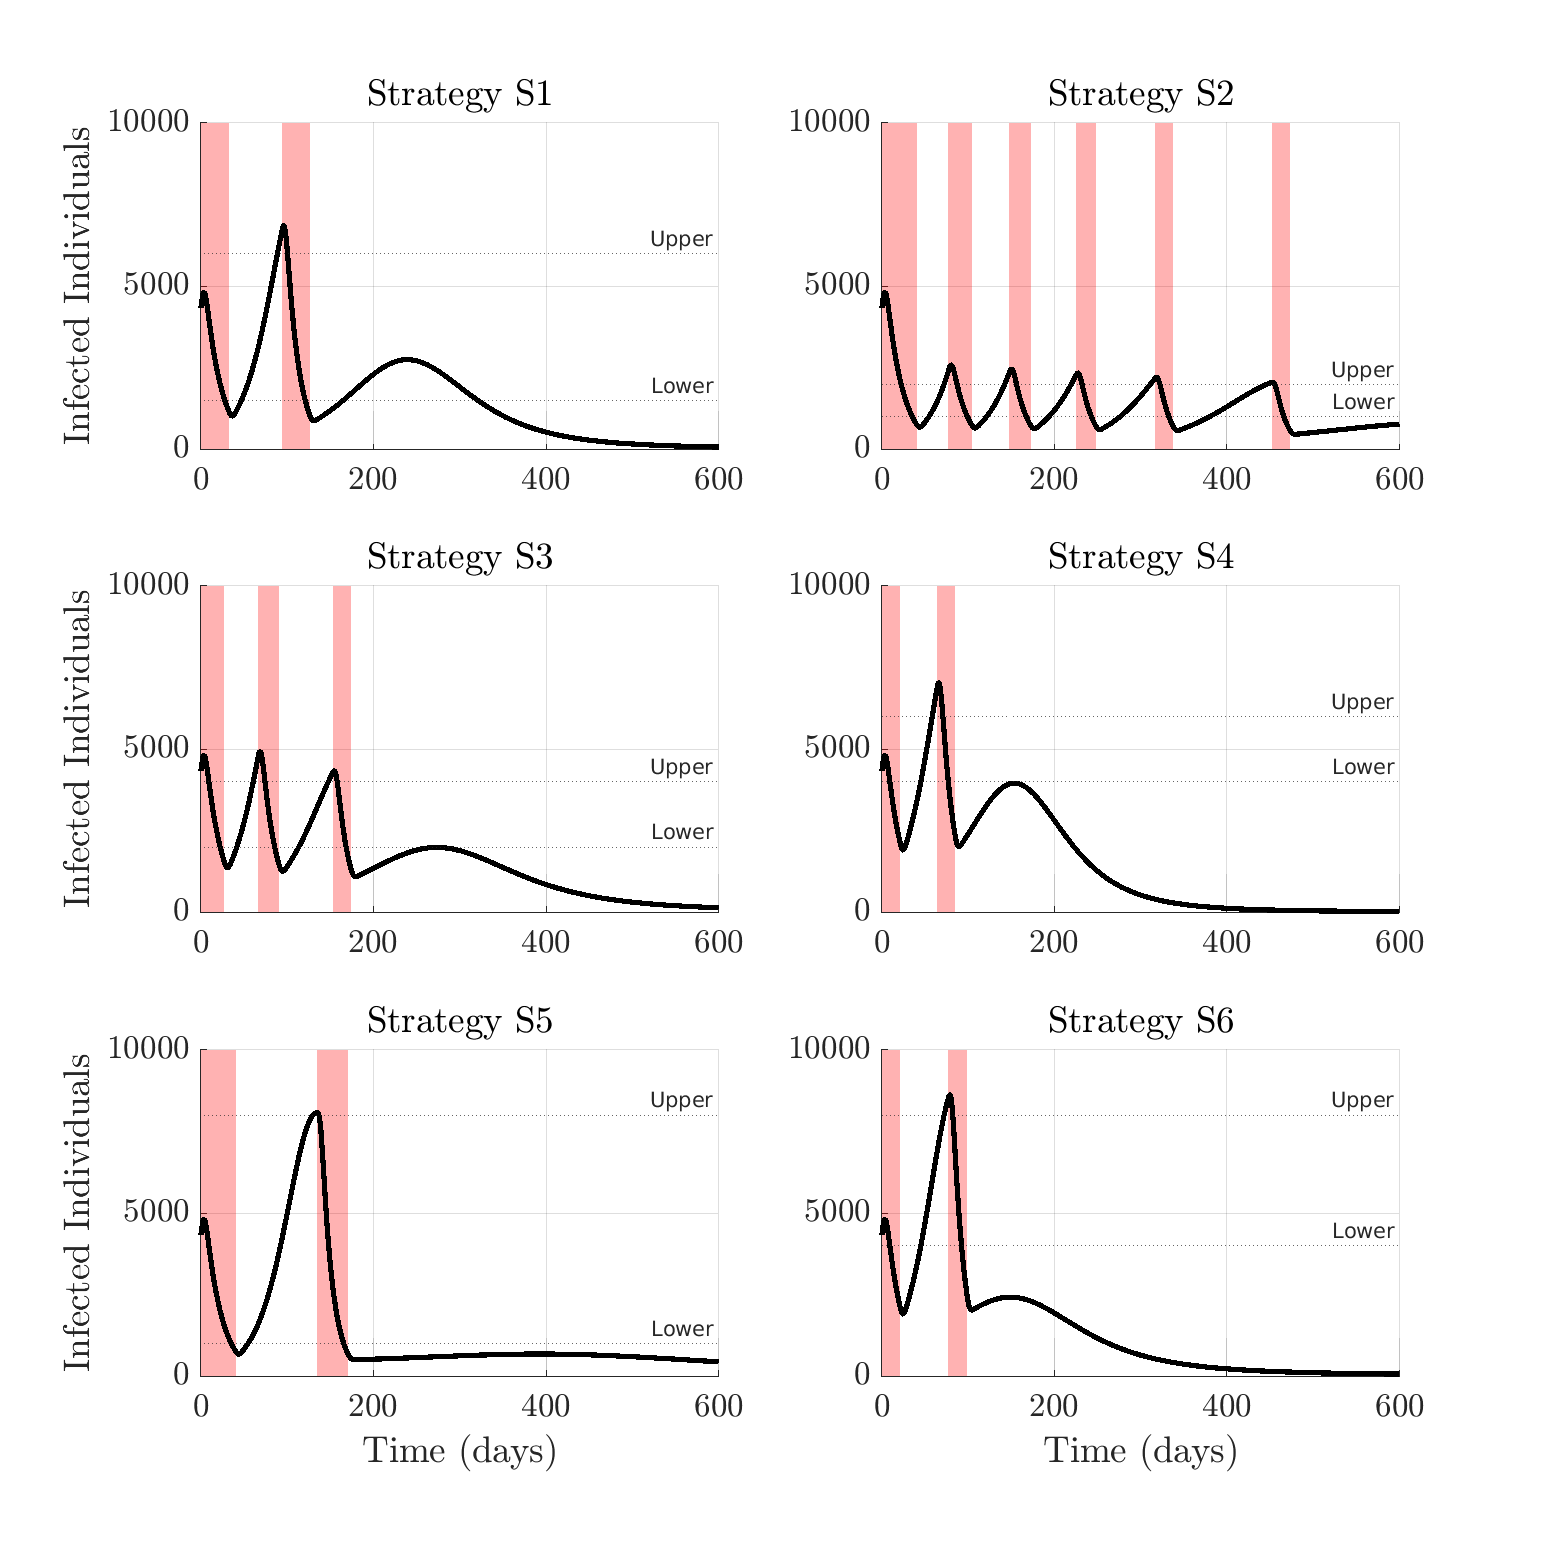 Strategy S1
Infected Individuals
10000
5000
0
Upper
Lower
0 200 400 600
Strategy S2
10000
5000
0
Upper
Lower
0 200 400 600
Strategy S3
Infected Individuals
10000
5000
0
Upper
Lower
0 200 400 600
Strategy S4
10000
5000
0
Upper
Lower
0 200 400 600
Strategy S5
Infected Individuals
10000
5000
0
Upper
Lower
0 200 400 600
Time (days)
Strategy S6
10000
5000
0
Upper
Lower
0 200 400 600
Time (days)